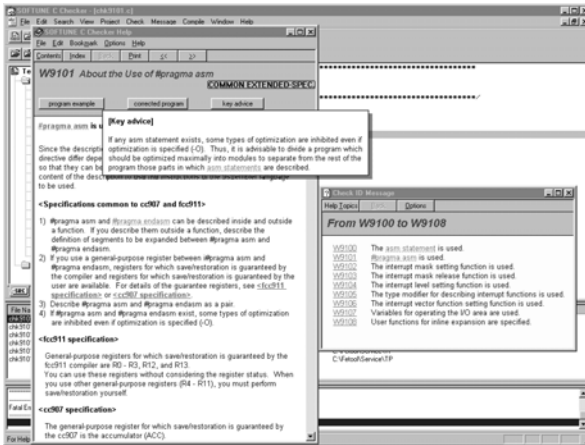 SOFTUNE C Checker - [chk9101.c]
File Edit Search View Project Check Message Compile Window Help
SOFTUNE C Checker Help
File Edit Bookmark Options Help
Contents Index Print << >>
W9101 About the Use of #pragma asm
COMMON EXTENDED-SPEC.
program example corrected program key advice
#pragma asm is u
[Key advice]
If any asm statement exists, some types of optimization are inhibited even if
optimization is specified (-O). Thus, it is advisable to divide a program which
should be optimized maximally into modules to separate from the rest of the
program those parts in which asm statements are described.
Since the descripti
directive differ depe
so that they can be
content of the descri
to be used.
<Specifications common to cc907 and fcc911>
1) #pragma asm and #pragma endasm can be described inside and outside
a function. If you describe them outside a function, describe the
definition of segments to be expanded between #pragma asm and
#pragma endasm.
2) If you use a general-purpose register between #pragma asm and
#pragma endasm, registers for which save/restoration is guaranteed by
the compiler and registers for which save/restoration is guaranteed by the
user are available. For details of the guarantee registers, see <fcc911
specification> or <cc907 specification>.
3) Describe #pragma asm and #pragma endasm as a pair.
4) If #pragma asm and #pragma endasm exist, some types of optimization
are inhibited even if optimization is specified (-O).
<fcc911 specification>
General-purpose registers for which save/restoration is guaranteed by the
fcc911 compiler are R0 - R3, R12, and R13.
You can use these registers without considering the register status. When
you use other general-purpose registers (R4 - R11), you must perform
save/restoration yourself.
<cc907 specification>
The general-purpose register for which save/restoration is guaranteed by
the cc907 is the accumulator (ACC).
Check ID Message
Help Topics Options
From W9100 to W9108
W9100 The asm statement is used.
W9101 #pragma asm is used.
W9102 The interrupt mask setting function is used.
W9103 The interrupt mask release function is used.
W9104 The interrupt level setting function is used.
W9105 The type modifier for describing interrupt functions is used.
W9106 The interrupt vector function setting function is used.
W9107 Variables for operating the I/O area are used.
W9108 User functions for inline expansion are specified.
File Na
chk910
chk910
chk910
chk910
C:\Fetool\Service\TP
C:\Fetool\Service\TP
Fatal Er
For Help